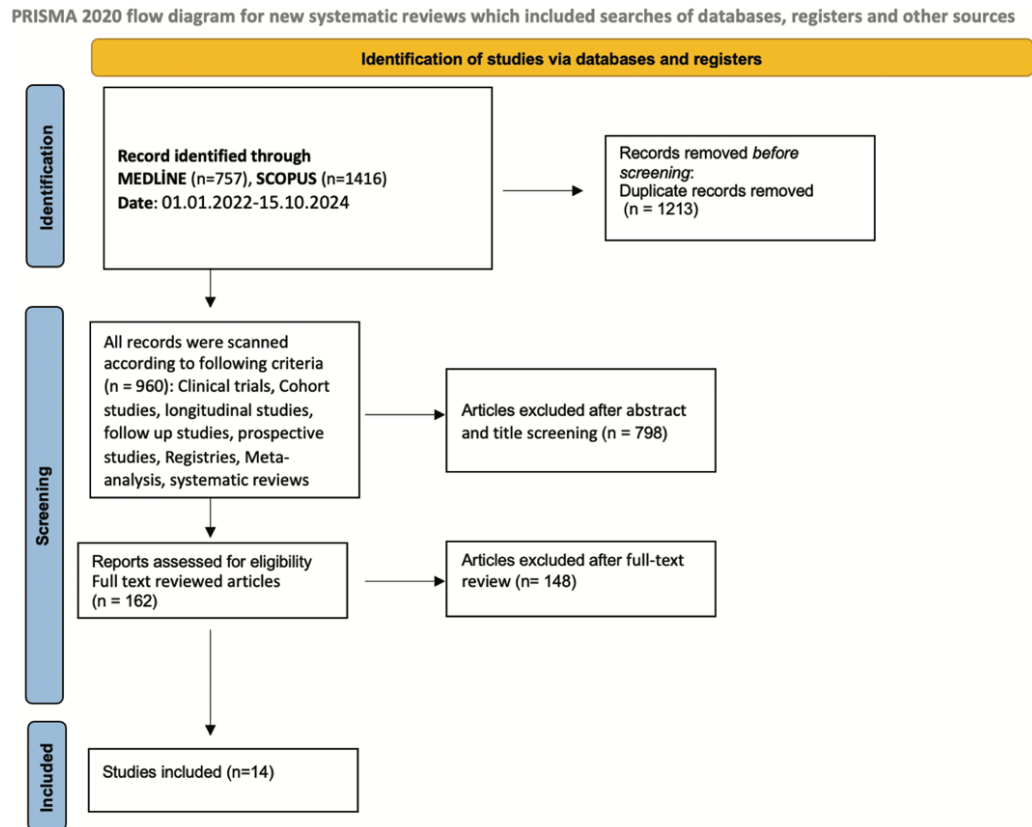 PRISMA 2020 flow diagram for new systematic reviews which included searches of databases, registers and other sources
Identification of studies via databases and registers
Identification
Record identified through
MEDLİNE (n=757), SCOPUS (n=1416)
Date: 01.01.2022-15.10.2024
Records removed before
screening:
Duplicate records removed
(n = 1213)
Screening
All records were scanned
according to following criteria
(n = 960): Clinical trials, Cohort
studies, longitudinal studies,
follow up studies, prospective
studies, Registries, Meta-
analysis, systematic reviews
Articles excluded after abstract
and title screening (n = 798)
Reports assessed for eligibility
Full text reviewed articles
(n = 162)
Articles excluded after full-text
review (n= 148)
Included
Studies included (n=14)